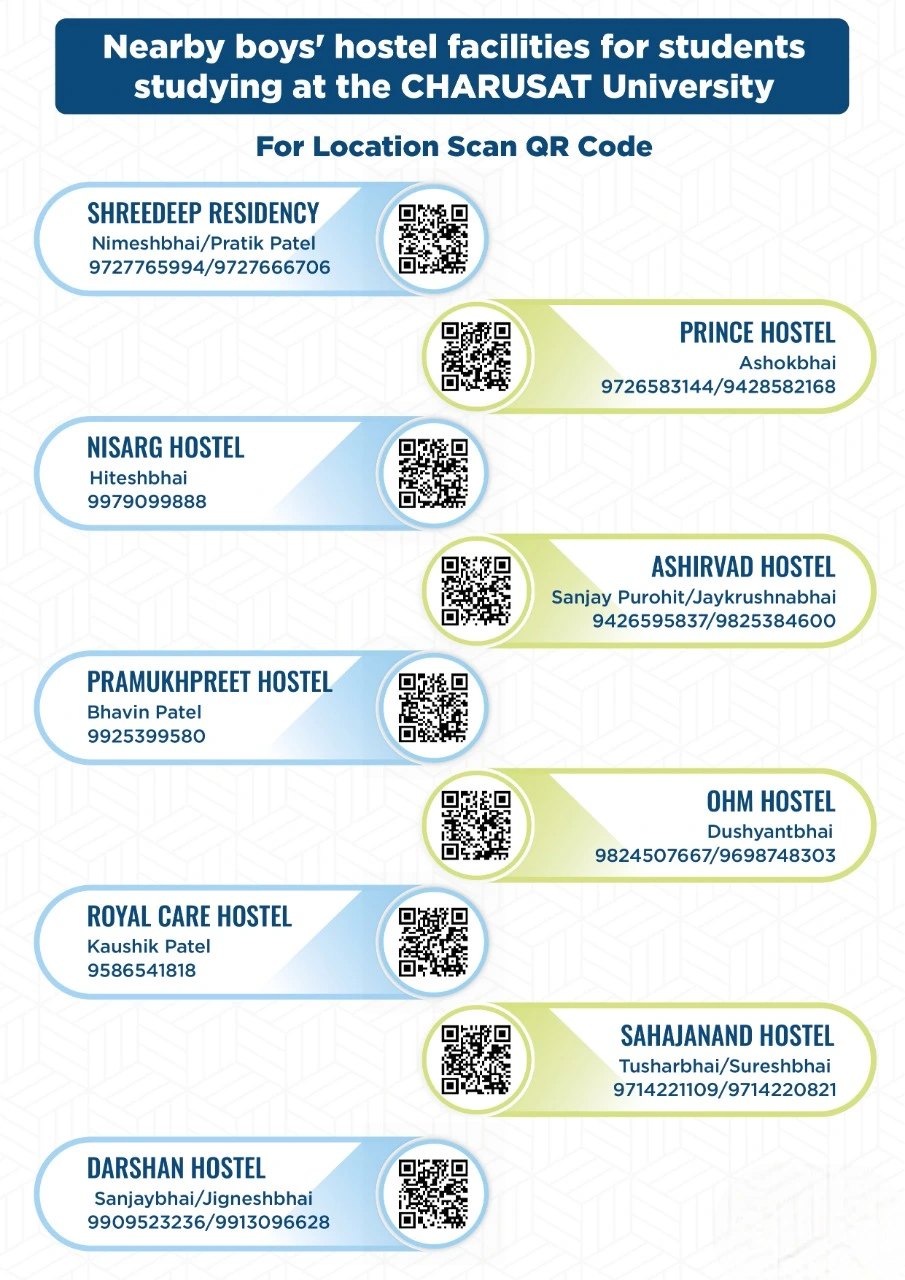 Nearby boys' hostel facilities for students
studying at the CHARUSAT University
For Location Scan QR Code
SHREEDEEP RESIDENCY
Nimeshbhai/Pratik Patel
9727765994/9727666706
PRINCE HOSTEL
Ashokbhai
9726583144/9428582168
NISARG HOSTEL
Hiteshbhai
9979099888
ASHIRVAD HOSTEL
Sanjay Purohit/Jaykrushnabhai
9426595837/9825384600
PRAMUKHPREET HOSTEL
Bhavin Patel
9925399580
OHM HOSTEL
Dushyantbhai
9824507667/9698748303
ROYAL CARE HOSTEL
Kaushik Patel
9586541818
SAHAJANAND HOSTEL
Tusharbhai/Sureshbhai
9714221109/9714220821
DARSHAN HOSTEL
Sanjaybhai/Jigneshbhai
9909523236/9913096628